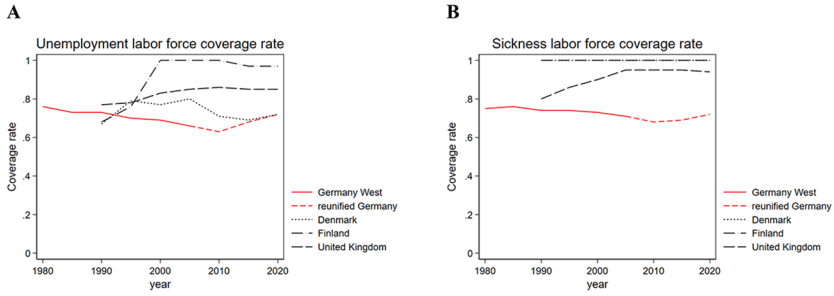 A
Unemployment labor force coverage rate
Coverage rate
1
.8
.6
.4
.2
0
1980 1990 2000 2010 2020
year
Germany West
reunified Germany
Denmark
Finland
United Kingdom
B
Sickness labor force coverage rate
Coverage rate
1
.8
.6
.4
.2
0
1980 1990 2000 2010 2020
year
Germany West
reunified Germany
Denmark
Finland
United Kingdom